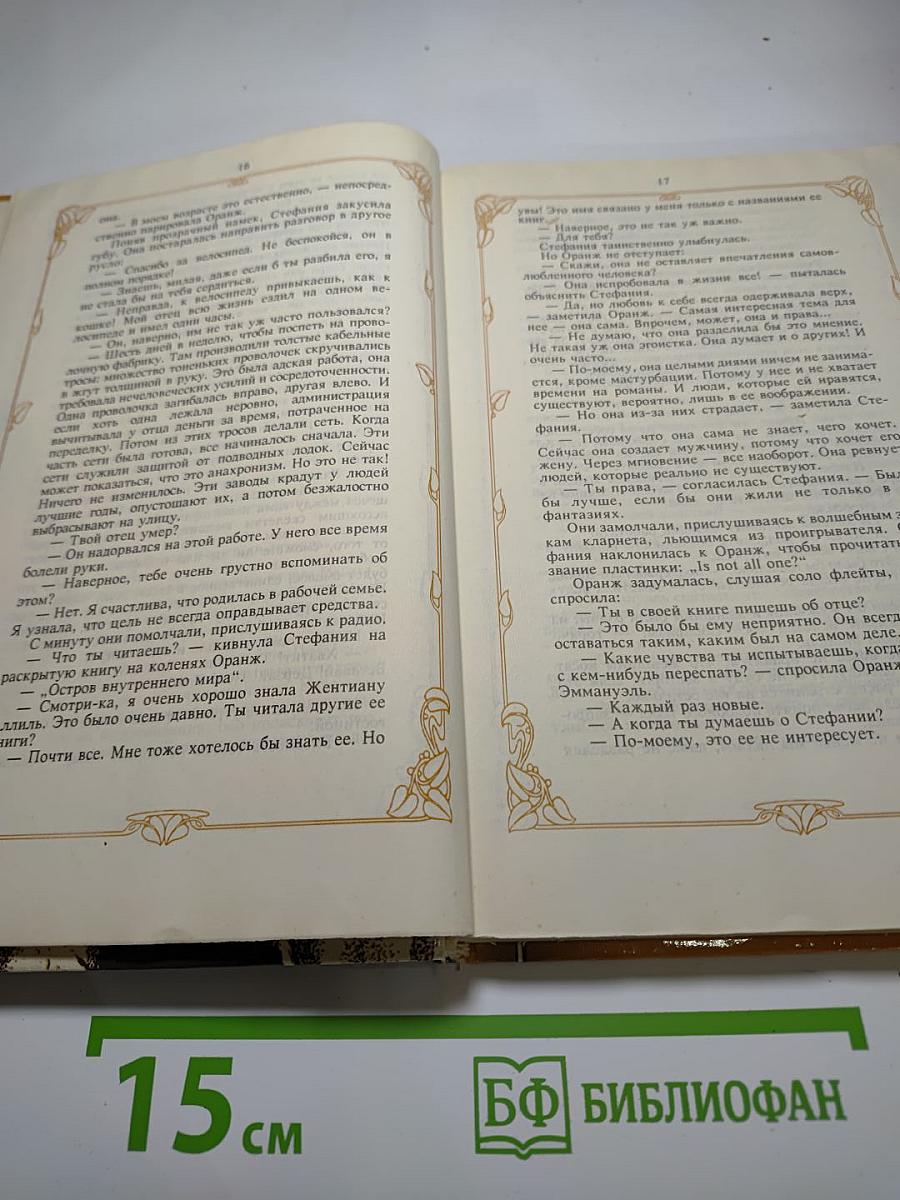 16
она.
— В моем возрасте это естественно, — непосред-
ственно парировала Оранж.
Поняв прозрачный намек, Стефания закусила
губу. Она постаралась направить разговор в другое
русло:
— Спасибо за велосипед. Не беспокойся, он в
полном порядке!
— Знаешь, милая, даже если б ты разбила его, я
не стала бы на тебя сердиться.
— Неправда, к велосипеду привыкаешь, как к
кошке! Мой отец всю жизнь ездил на одном ве-
лосипеде и имел одни часы.
— Он, наверно, им не так уж часто пользовался?
— Шесть дней в неделю, чтобы поспеть на прово-
лочную фабрику. Там производили толстые кабельные
тросы: множество тоненьких проволочек скручивались
в жгут толщиной в руку. Это была адская работа, она
требовала нечеловеческих усилий и сосредоточенности.
Одна проволочка загибалась вправо, другая влево. И
если хоть одна лежала неровно, администрация
вычитывала у отца деньги за время, потраченное на
переделку. Потом из этих тросов делали сеть. Когда
часть сети была готова, все начиналось сначала. Эти
сети служили защитой от подводных лодок. Сейчас
может показаться, что это анахронизм. Но это не так!
Ничего не изменилось. Эти заводы крадут у людей
лучшие годы, опустошают их, а потом безжалостно
выбрасывают на улицу.
— Твой отец умер?
— Он надорвался на этой работе. У него все время
болели руки.
— Наверное, тебе очень грустно вспоминать об
этом?
— Нет. Я счастлива, что родилась в рабочей семье.
Я узнала, что цель не всегда оправдывает средства.
С минуту они помолчали, прислушиваясь к радио.
— Что ты читаешь? — кивнула Стефания на
раскрытую книгу на коленях Оранж.
— „Остров внутреннего мира“.
— Смотри-ка, я очень хорошо знала Жентиану
ллиль. Это было очень давно. Ты читала другие ее
ниги?
— Почти все. Мне тоже хотелось бы знать ее. Но
17
увы! Это имя связано у меня только с названиями ее
книг.
— Наверное, это не так уж важно.
— Для тебя?
Стефания таинственно улыбнулась.
Но Оранж не отступает:
— Скажи, она не оставляет впечатления самов-
любленного человека?
— Она испробовала в жизни все! — пыталась
объяснить Стефания.
— Да, но любовь к себе всегда одерживала верх,
— заметила Оранж. — Самая интересная тема для
нее — она сама. Впрочем, может, она и права...
— Не думаю, что она разделила бы это мнение.
Не такая уж она эгоистка. Она думает и о других! И
очень часто...
— По-моему, она целыми днями ничем не занима-
ется, кроме мастурбации. Потому у нее и не хватает
времени на романы. И люди, которые ей нравятся,
существуют, вероятно, лишь в ее воображении.
— Но она из-за них страдает, — заметила Сте-
фания.
— Потому что она сама не знает, чего хочет.
Сейчас она создает мужчину, потому что хочет его
жену. Через мгновение — все наоборот. Она ревнует
людей, которые реально не существуют.
— Ты права, — согласилась Стефания. — Был
бы лучше, если бы они жили не только в
фантазиях.
Они замолчали, прислушиваясь к волшебным з
кам кларнета, льющимся из проигрывателя. С
фания наклонилась к Оранж, чтобы прочитат
звание пластинки: „Is not all one?“
Оранж задумалась, слушая соло флейты,
спросила:
— Ты в своей книге пишешь об отце?
— Это было бы ему неприятно. Он всегд
оставаться таким, каким был на самом деле.
— Какие чувства ты испытываешь, когда
с кем-нибудь переспать? — спросила Оранж
Эммануэль.
— Каждый раз новые.
— А когда ты думаешь о Стефании?
— По-моему, это ее не интересует.
15 см
БФ БИБЛИОФАН